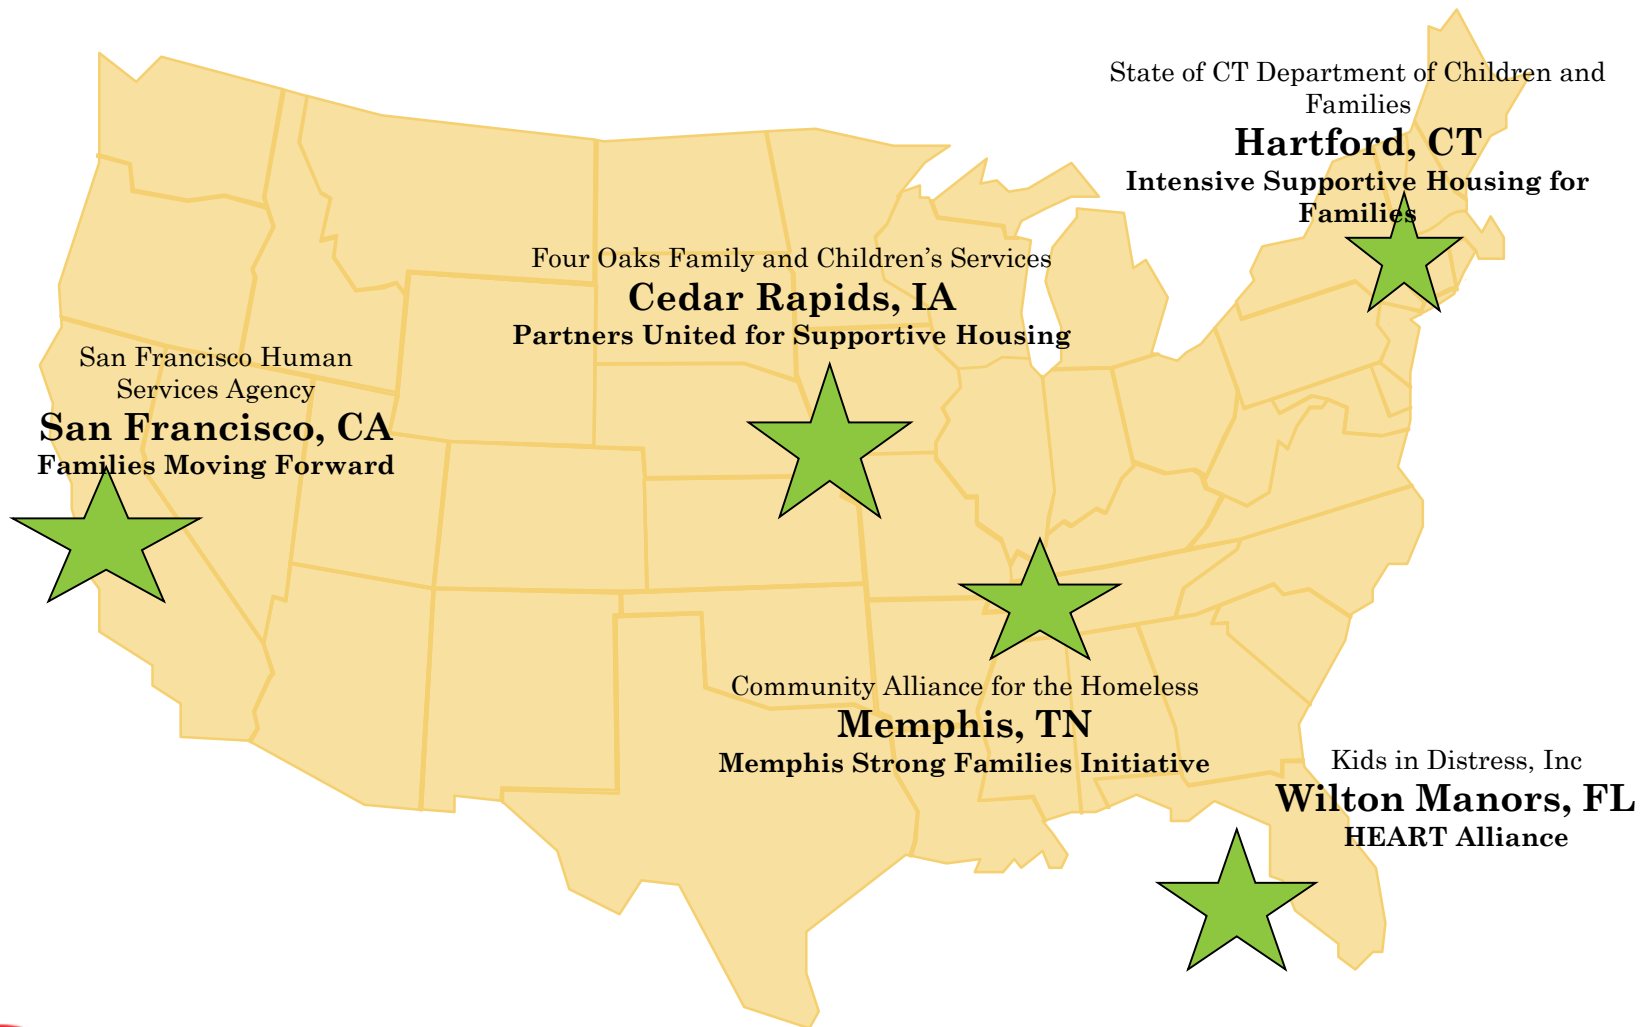 State of CT Department of Children and
Families
Hartford, CT
Intensive Supportive Housing for
Families
Four Oaks Family and Children’s Services
Cedar Rapids, IA
Partners United for Supportive Housing
San Francisco Human
Services Agency
San Francisco, CA
Families Moving Forward
Community Alliance for the Homeless
Memphis, TN
Memphis Strong Families Initiative
Kids in Distress, Inc
Wilton Manors, FL
HEART Alliance